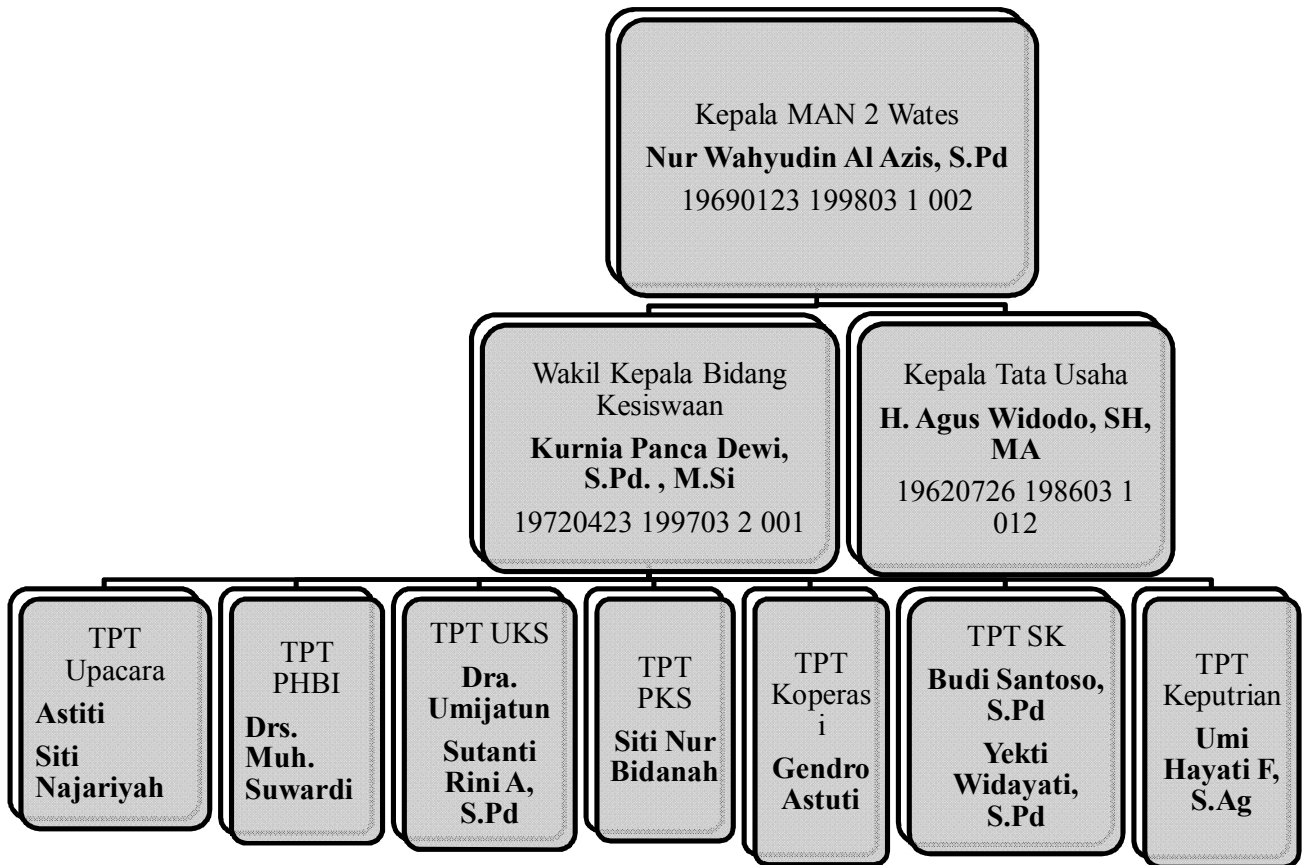 Kepala MAN 2 Wates
Nur Wahyudin Al Azis, S.Pd
19690123 199803 1 002
Wakil Kepala Bidang
Kesiswaan
Kurnia Panca Dewi,
S.Pd. , M.Si
19720423 199703 2 001
Kepala Tata Usaha
H. Agus Widodo, SH,
MA
19620726 198603 1
012
TPT
Upacara
Astiti
Siti
Najariyah
TPT
PHBI
Drs.
Muh.
Suwardi
TPT UKS
Dra.
Umijatun
Sutanti
Rini A,
S.Pd
TPT
PKS
Siti Nur
Bidanah
TPT
Koperas
i
Gendro
Astuti
TPT SK
Budi Santoso,
S.Pd
Yekti
Widayati,
S.Pd
TPT
Keputrian
Umi
Hayati F,
S.Ag